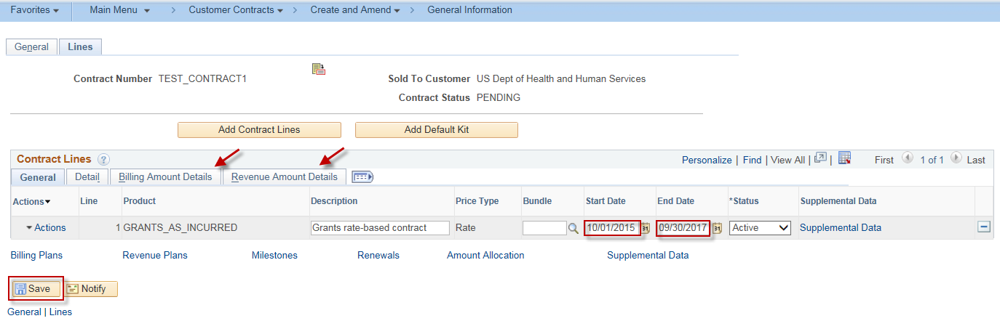 Favorites Main Menu > Customer Contracts > Create and Amend > General Information
General Lines
Contract Number TEST_CONTRACT1 Sold To Customer US Dept of Health and Human Services
Contract Status PENDING
Add Contract Lines Add Default Kit
Contract Lines ? Personalize | Find | View All | | First 1 of 1 Last
General Detail Billing Amount Details Revenue Amount Details
Actions Line Product Description Price Type Bundle Start Date End Date *Status Supplemental Data
Actions 1 GRANTS_AS_INCURRED Grants rate-based contract Rate 10/01/2015 31 09/30/2017 31 Active Supplemental Data
Billing Plans Revenue Plans Milestones Renewals Amount Allocation Supplemental Data
Save Notify
General | Lines